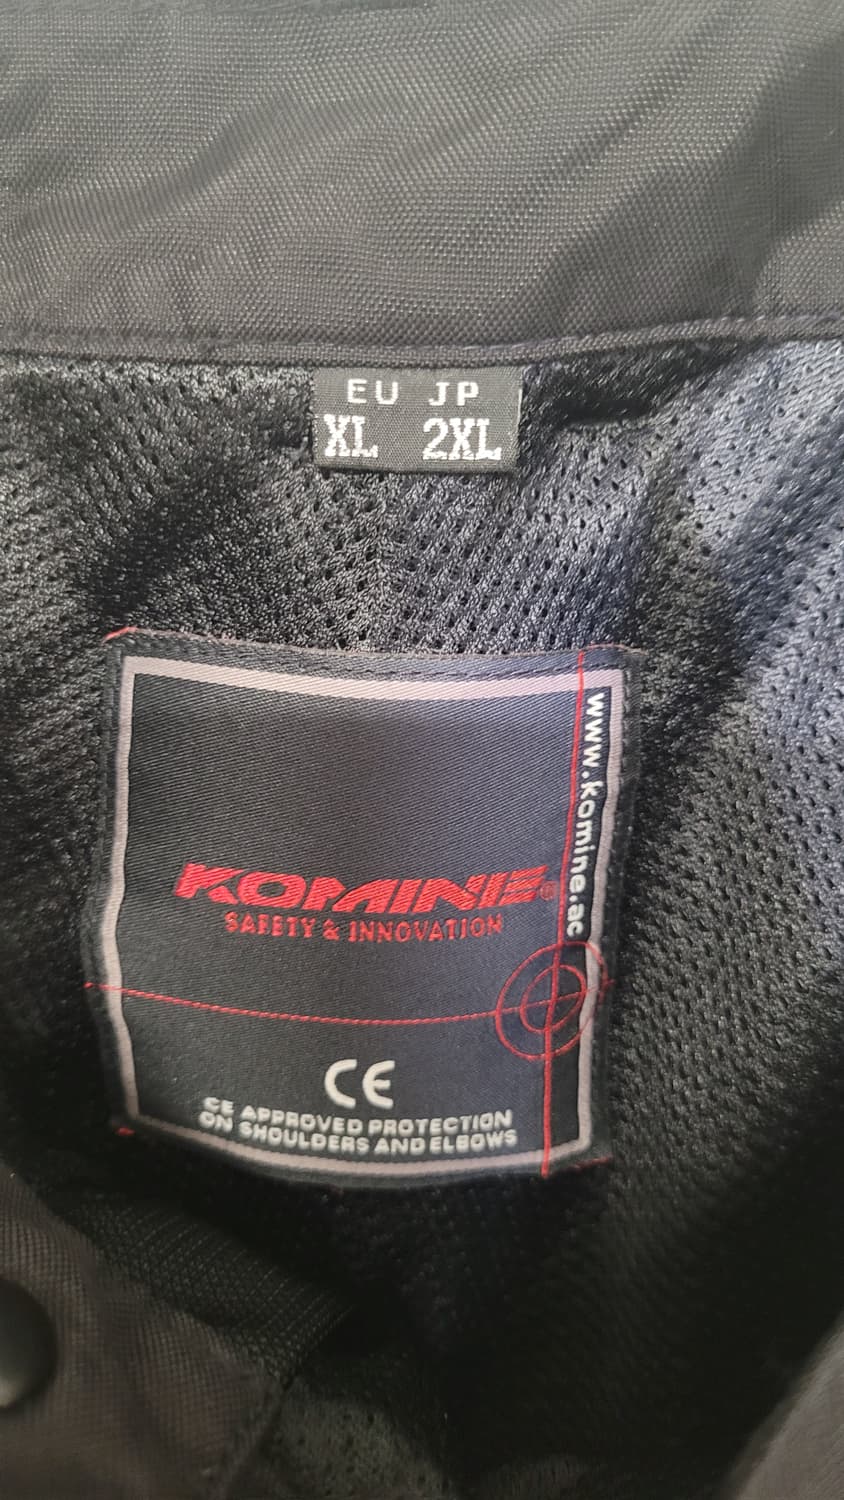 EU JP
XL 2XL
www.komine.ac
KOMINE®
SAFETY & INNOVATION
CE
CE APPROVED PROTECTION
ON SHOULDERS AND ELBOWS